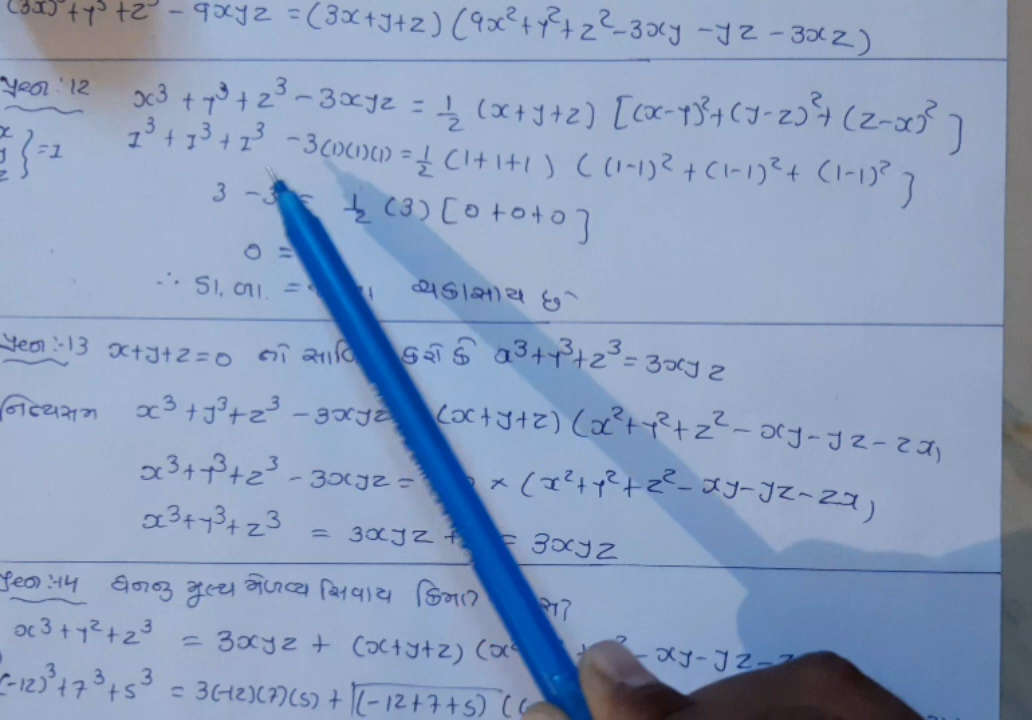 (3x)³ + y³ + z³ - 9xyz = (3x+y+z) (9x²+y²+z²-3xy-yz-3xz)
પ્રશ્ન:12 x³ + y³ + z³ - 3xyz = 1/2 (x+y+z) [(x-y)²+(y-z)²+(z-x)²]
x y z } = 1 1³ + 1³ + 1³ - 3(1)(1)(1) = 1/2 (1+1+1) ((1-1)² + (1-1)² + (1-1)²]
3 - 3 = 1/2 (3) [0+0+0]
0 =
∴ ડા.બા. =
પ્રશ્ન:-13 x+y+z=0 તો કરો કે x³+y³+z³ = 3xyz
નિત્યસમ x³ + y³ + z³ - 3xyz (x+y+z) (x²+y²+z²-xy-yz-zx)
x³+y³+z³ - 3xyz = × (x²+y²+z²-xy-yz-zx)
x³+y³+z³ = 3xyz + = 3xyz
પ્રશ્ન:14 ઘનનુ મુલ્ય મેળવ્યા સિવાય
x³+y²+z³ = 3xyz + (x+y+z) (x² -xy-yz-
(-12)³+7³+5³ = 3(-12)(7)(5) + (-12+7+5) (